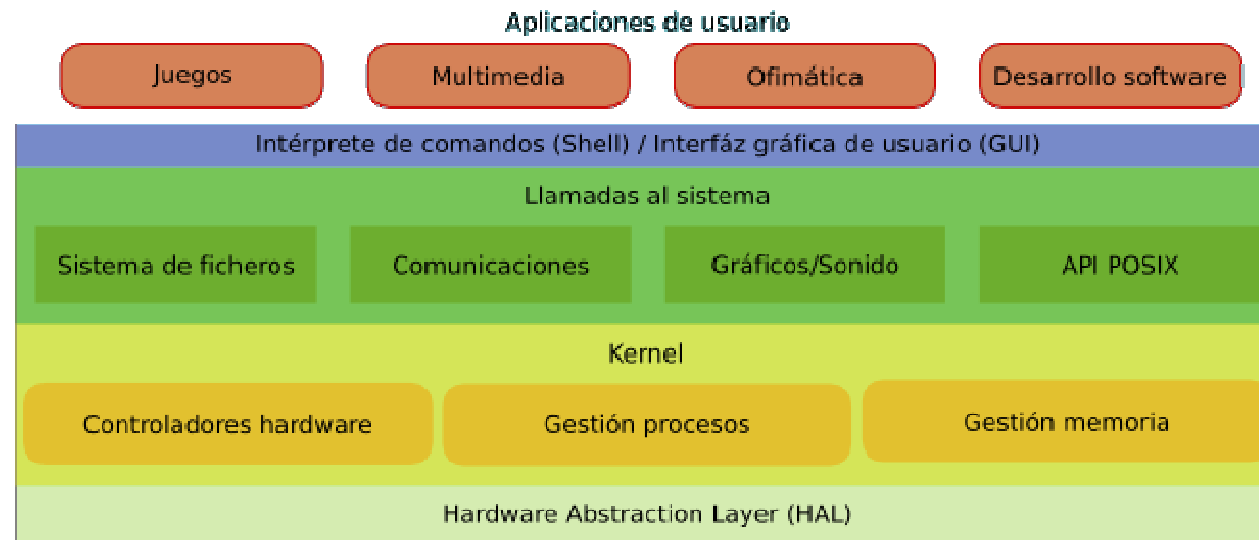 Aplicaciones de usuario
Juegos
Multimedia
Ofimática
Desarrollo software
Intérprete de comandos (Shell) / Interfáz gráfica de usuario (GUI)
Llamadas al sistema
Sistema de ficheros
Comunicaciones
Gráficos/Sonido
API POSIX
Kernel
Controladores hardware
Gestión procesos
Gestión memoria
Hardware Abstraction Layer (HAL)